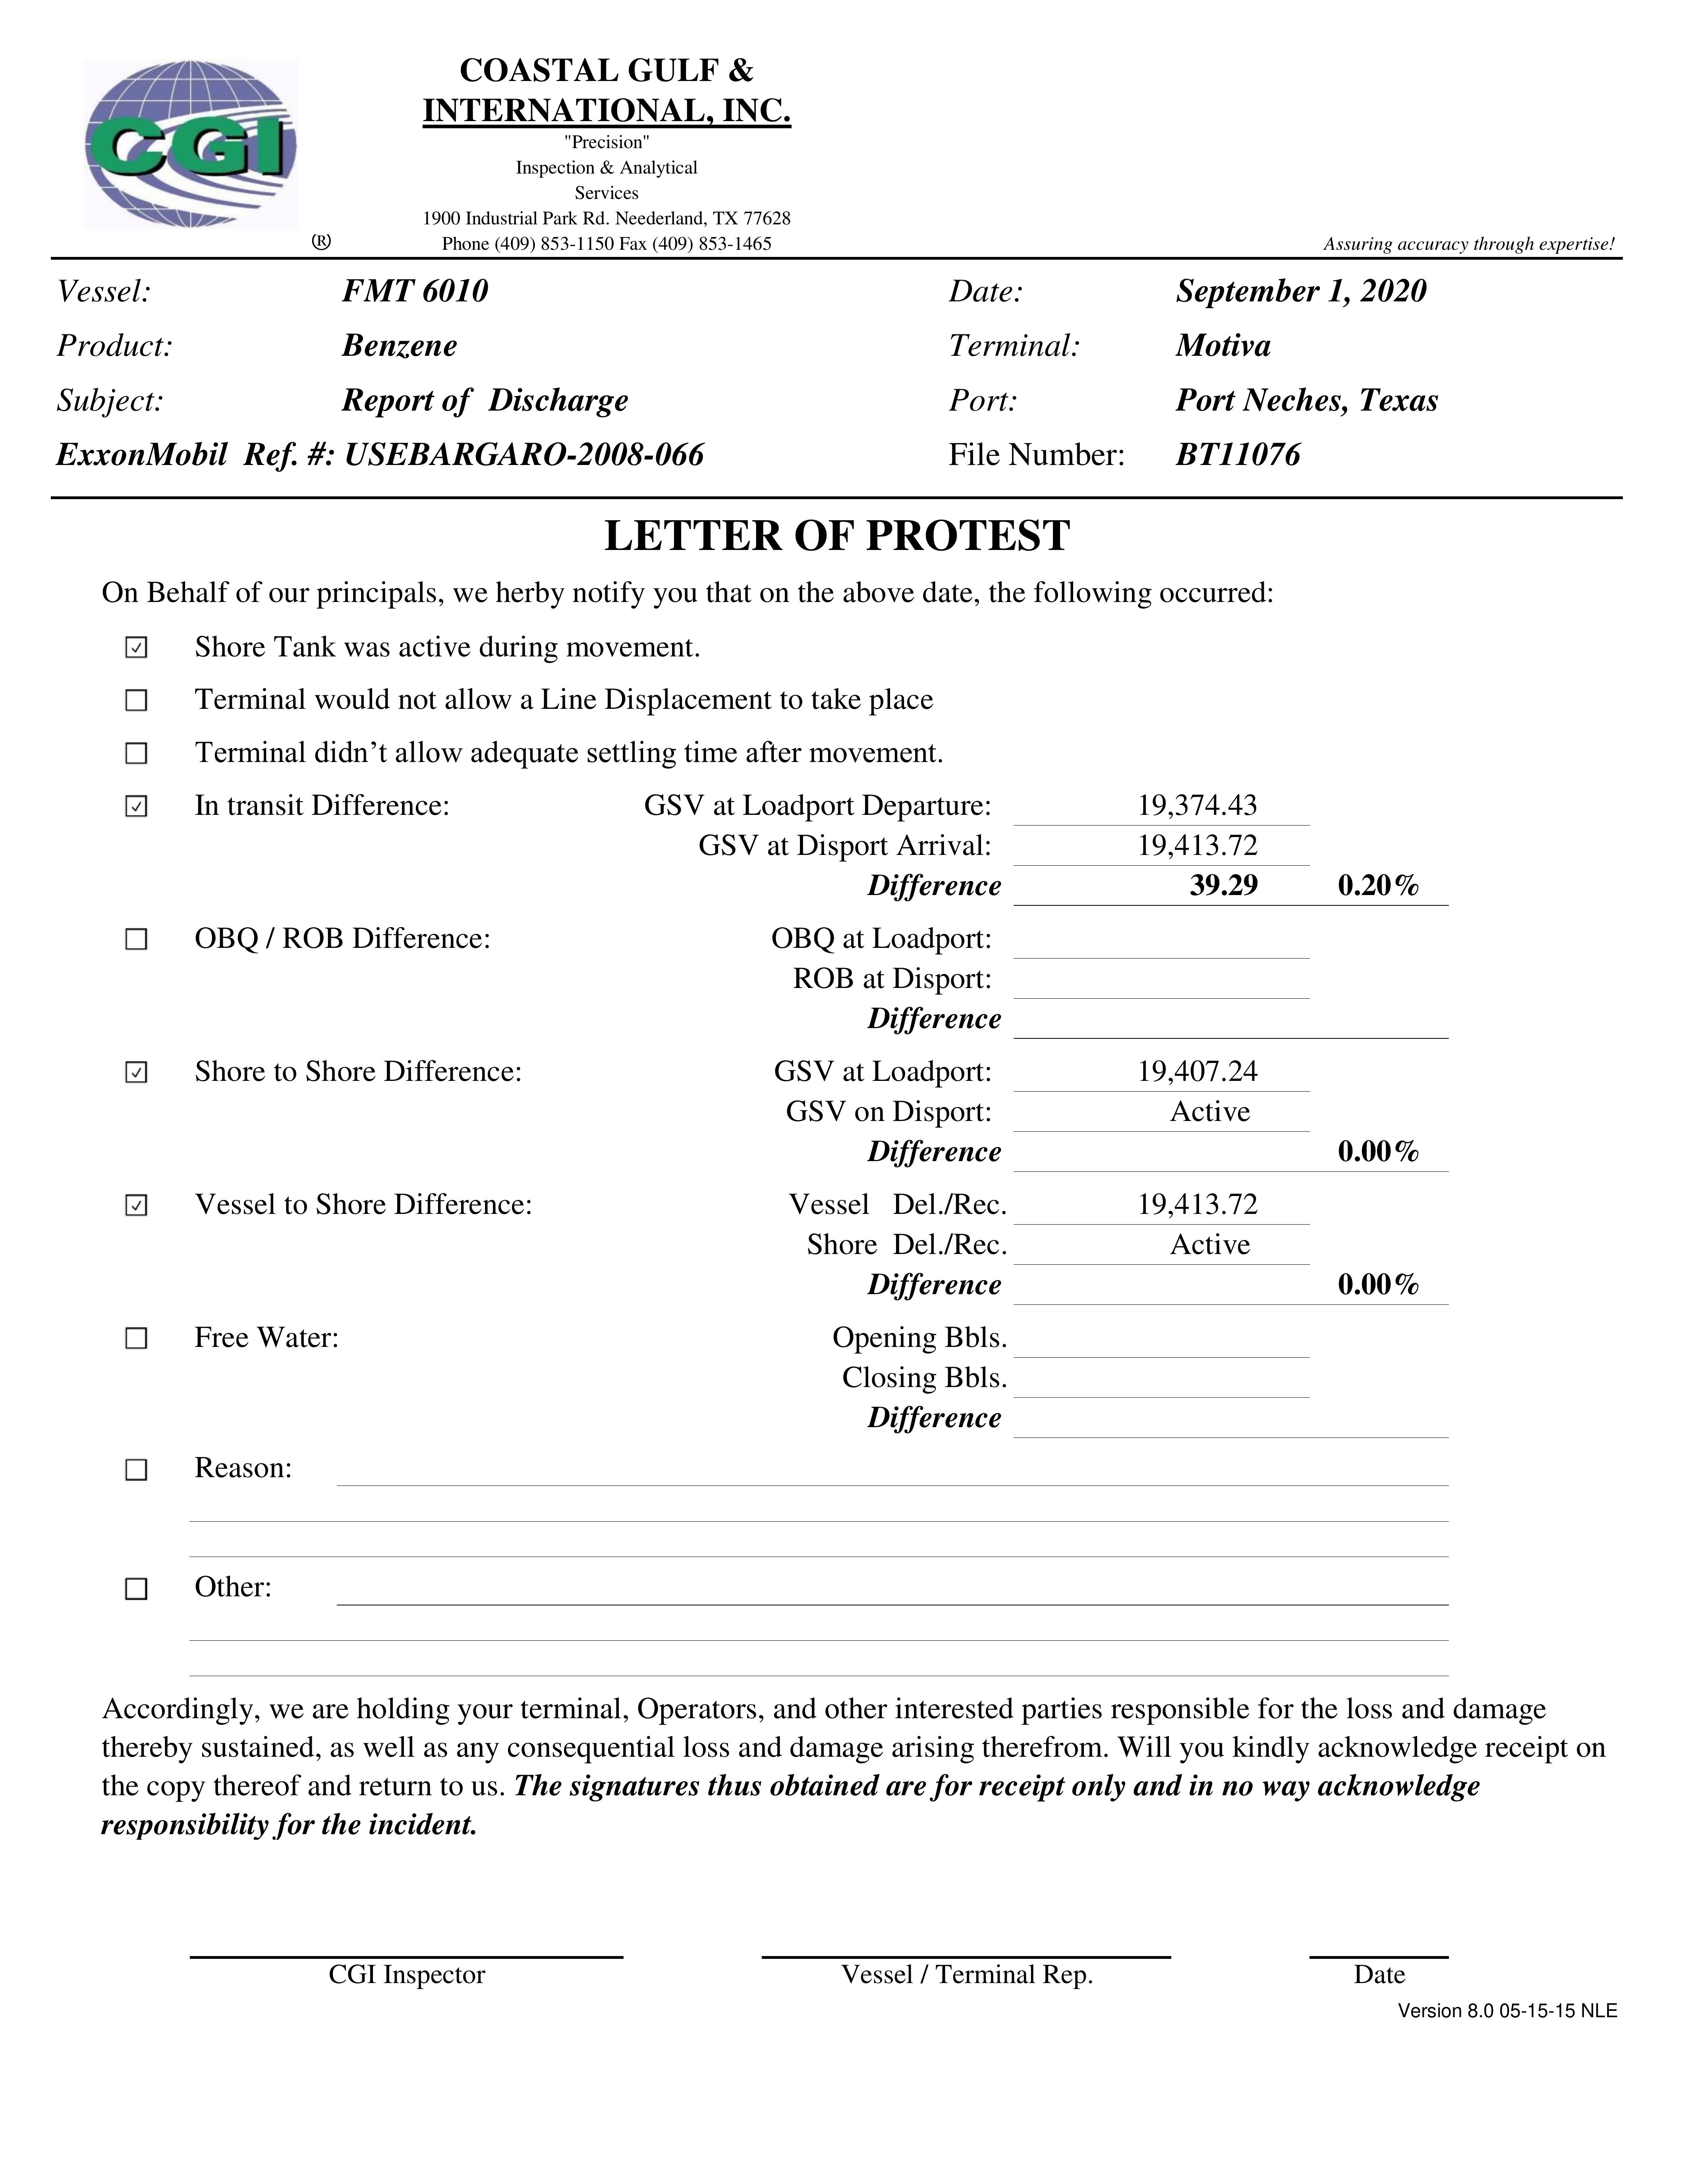 CGI
®
COASTAL GULF &
INTERNATIONAL, INC.
"Precision"
Inspection & Analytical
Services
1900 Industrial Park Rd. Neederland, TX 77628
Phone (409) 853-1150 Fax (409) 853-1465
Assuring accuracy through expertise!
Vessel: FMT 6010 Date: September 1, 2020
Product: Benzene Terminal: Motiva
Subject: Report of Discharge Port: Port Neches, Texas
ExxonMobil Ref. #: USEBARGARO-2008-066 File Number: BT11076
LETTER OF PROTEST
On Behalf of our principals, we herby notify you that on the above date, the following occurred:
☑ Shore Tank was active during movement.
☐ Terminal would not allow a Line Displacement to take place
☐ Terminal didn’t allow adequate settling time after movement.
☑ In transit Difference: GSV at Loadport Departure: 19,374.43
GSV at Disport Arrival: 19,413.72
Difference 39.29 0.20%
☐ OBQ / ROB Difference: OBQ at Loadport:
ROB at Disport:
Difference
☑ Shore to Shore Difference: GSV at Loadport: 19,407.24
GSV on Disport: Active
Difference 0.00%
☑ Vessel to Shore Difference: Vessel Del./Rec. 19,413.72
Shore Del./Rec. Active
Difference 0.00%
☐ Free Water: Opening Bbls.
Closing Bbls.
Difference
☐ Reason:
☐ Other:
Accordingly, we are holding your terminal, Operators, and other interested parties responsible for the loss and damage
thereby sustained, as well as any consequential loss and damage arising therefrom. Will you kindly acknowledge receipt on
the copy thereof and return to us. The signatures thus obtained are for receipt only and in no way acknowledge
responsibility for the incident.
CGI Inspector Vessel / Terminal Rep. Date
Version 8.0 05-15-15 NLE